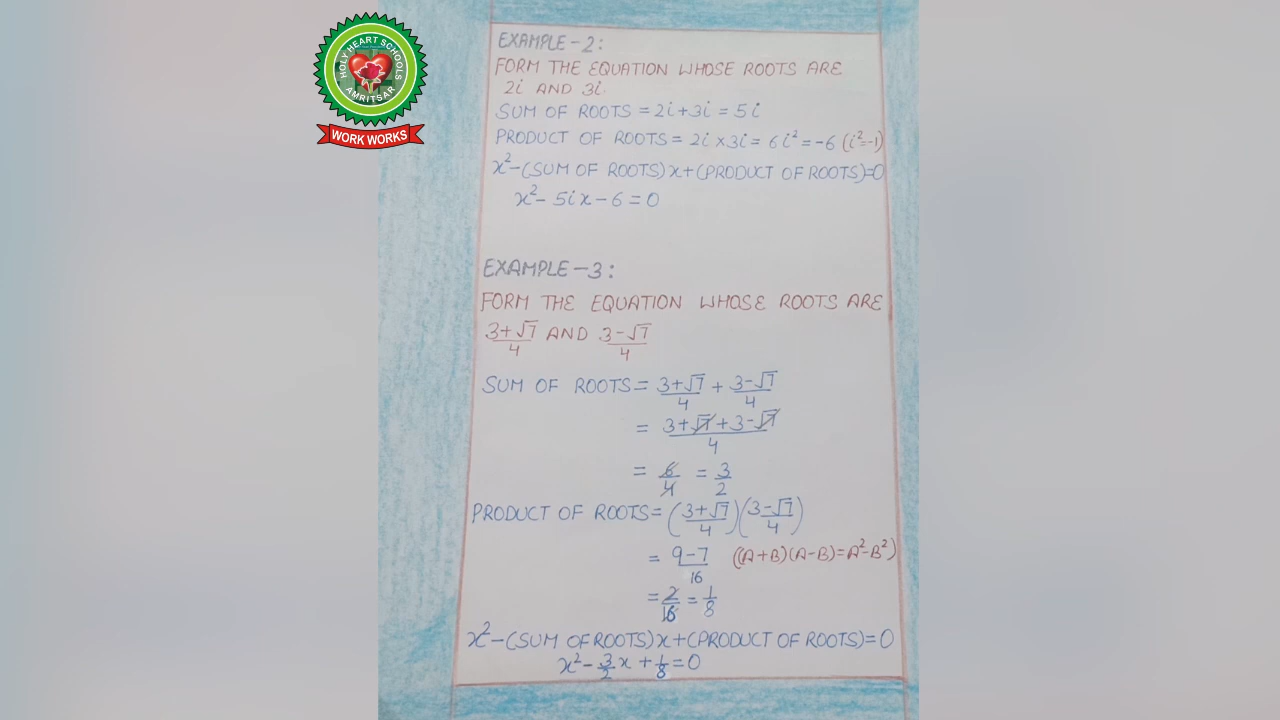 HOLY HEART SCHOOLS
AMRITSAR
WORK WORKS
EXAMPLE-2:
FORM THE EQUATION WHOSE ROOTS ARE
2i AND 3i
SUM OF ROOTS = 2i+3i = 5i
PRODUCT OF ROOTS = 2i×3i = 6i² = -6 (i²=-1)
x²-(SUM OF ROOTS)x+(PRODUCT OF ROOTS)=0
x²- 5ix-6=0
EXAMPLE-3:
FORM THE EQUATION WHOSE ROOTS ARE
(3+√7)/4 AND (3-√7)/4
SUM OF ROOTS = (3+√7)/4 + (3-√7)/4
= (3+√7+3-√7)/4
= 6/4 = 3/2
PRODUCT OF ROOTS = ((3+√7)/4)((3-√7)/4)
= (9-7)/16 ((A+B)(A-B)=A²-B²)
= 2/16 = 1/8
x²-(SUM OF ROOTS)x+(PRODUCT OF ROOTS)=0
x²-3/2x+1/8=0